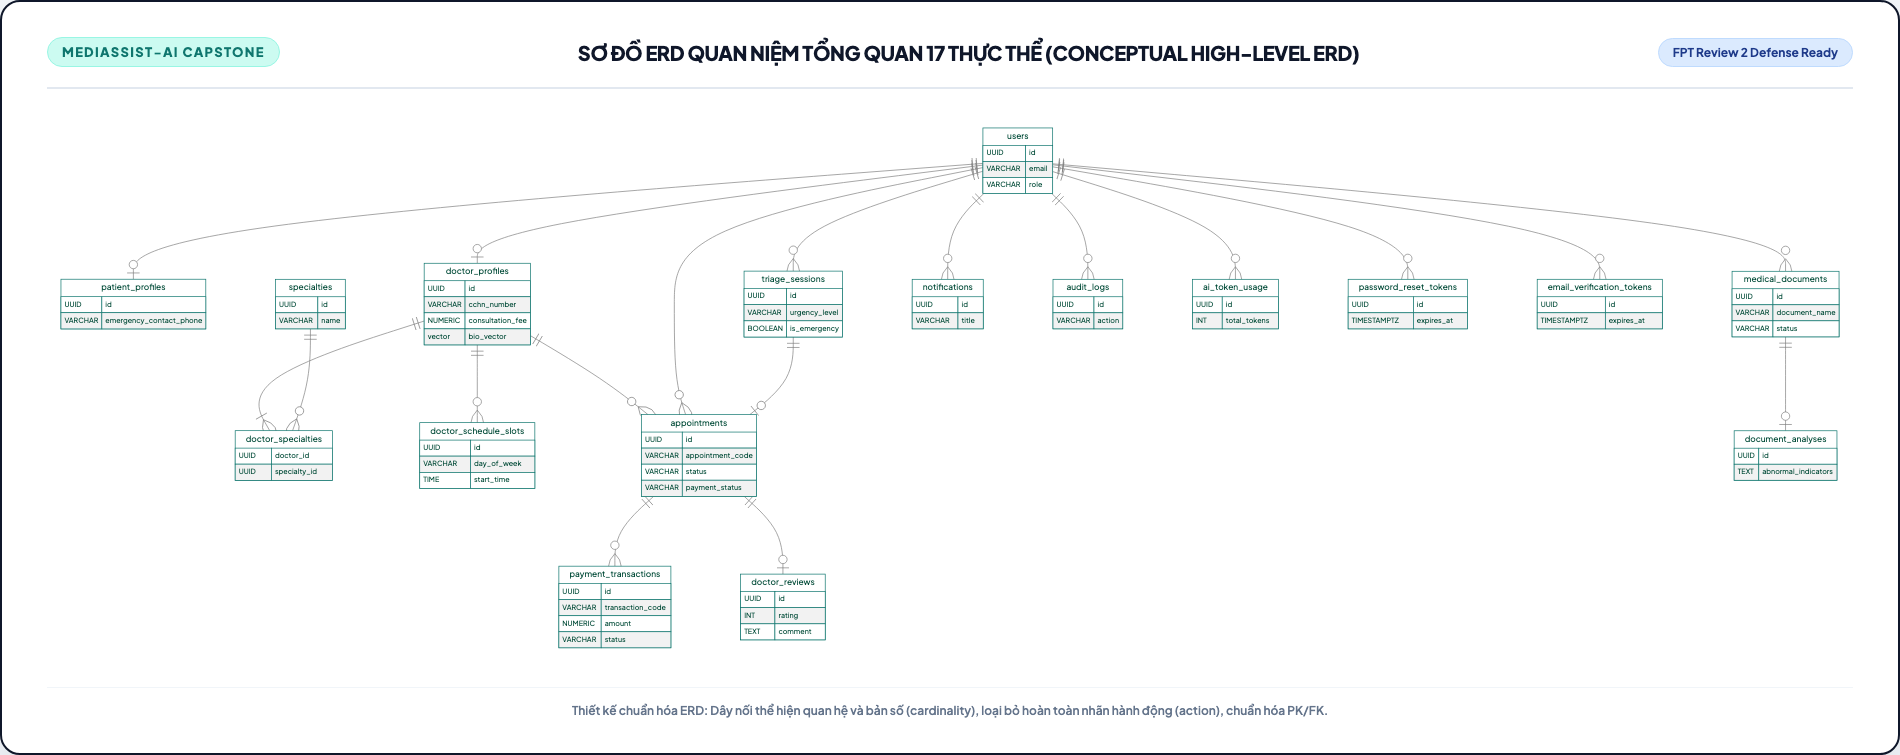 MEDIASSIST-AI CAPSTONE
SƠ ĐỒ ERD QUAN NIỆM TỔNG QUAN 17 THỰC THỂ (CONCEPTUAL HIGH-LEVEL ERD)
FPT Review 2 Defense Ready
users
UUID id
VARCHAR email
VARCHAR role
patient_profiles
UUID id
VARCHAR emergency_contact_phone
specialties
UUID id
VARCHAR name
doctor_profiles
UUID id
VARCHAR cchn_number
NUMERIC consultation_fee
vector bio_vector
triage_sessions
UUID id
VARCHAR urgency_level
BOOLEAN is_emergency
notifications
UUID id
VARCHAR title
audit_logs
UUID id
VARCHAR action
ai_token_usage
UUID id
INT total_tokens
password_reset_tokens
UUID id
TIMESTAMPTZ expires_at
email_verification_tokens
UUID id
TIMESTAMPTZ expires_at
medical_documents
UUID id
VARCHAR document_name
VARCHAR status
doctor_specialties
UUID doctor_id
UUID specialty_id
doctor_schedule_slots
UUID id
VARCHAR day_of_week
TIME start_time
appointments
UUID id
VARCHAR appointment_code
VARCHAR status
VARCHAR payment_status
document_analyses
UUID id
TEXT abnormal_indicators
payment_transactions
UUID id
VARCHAR transaction_code
NUMERIC amount
VARCHAR status
doctor_reviews
UUID id
INT rating
TEXT comment
Thiết kế chuẩn hóa ERD: Dây nối thể hiện quan hệ và bản số (cardinality), loại bỏ hoàn toàn nhãn hành động (action), chuẩn hóa PK/FK.